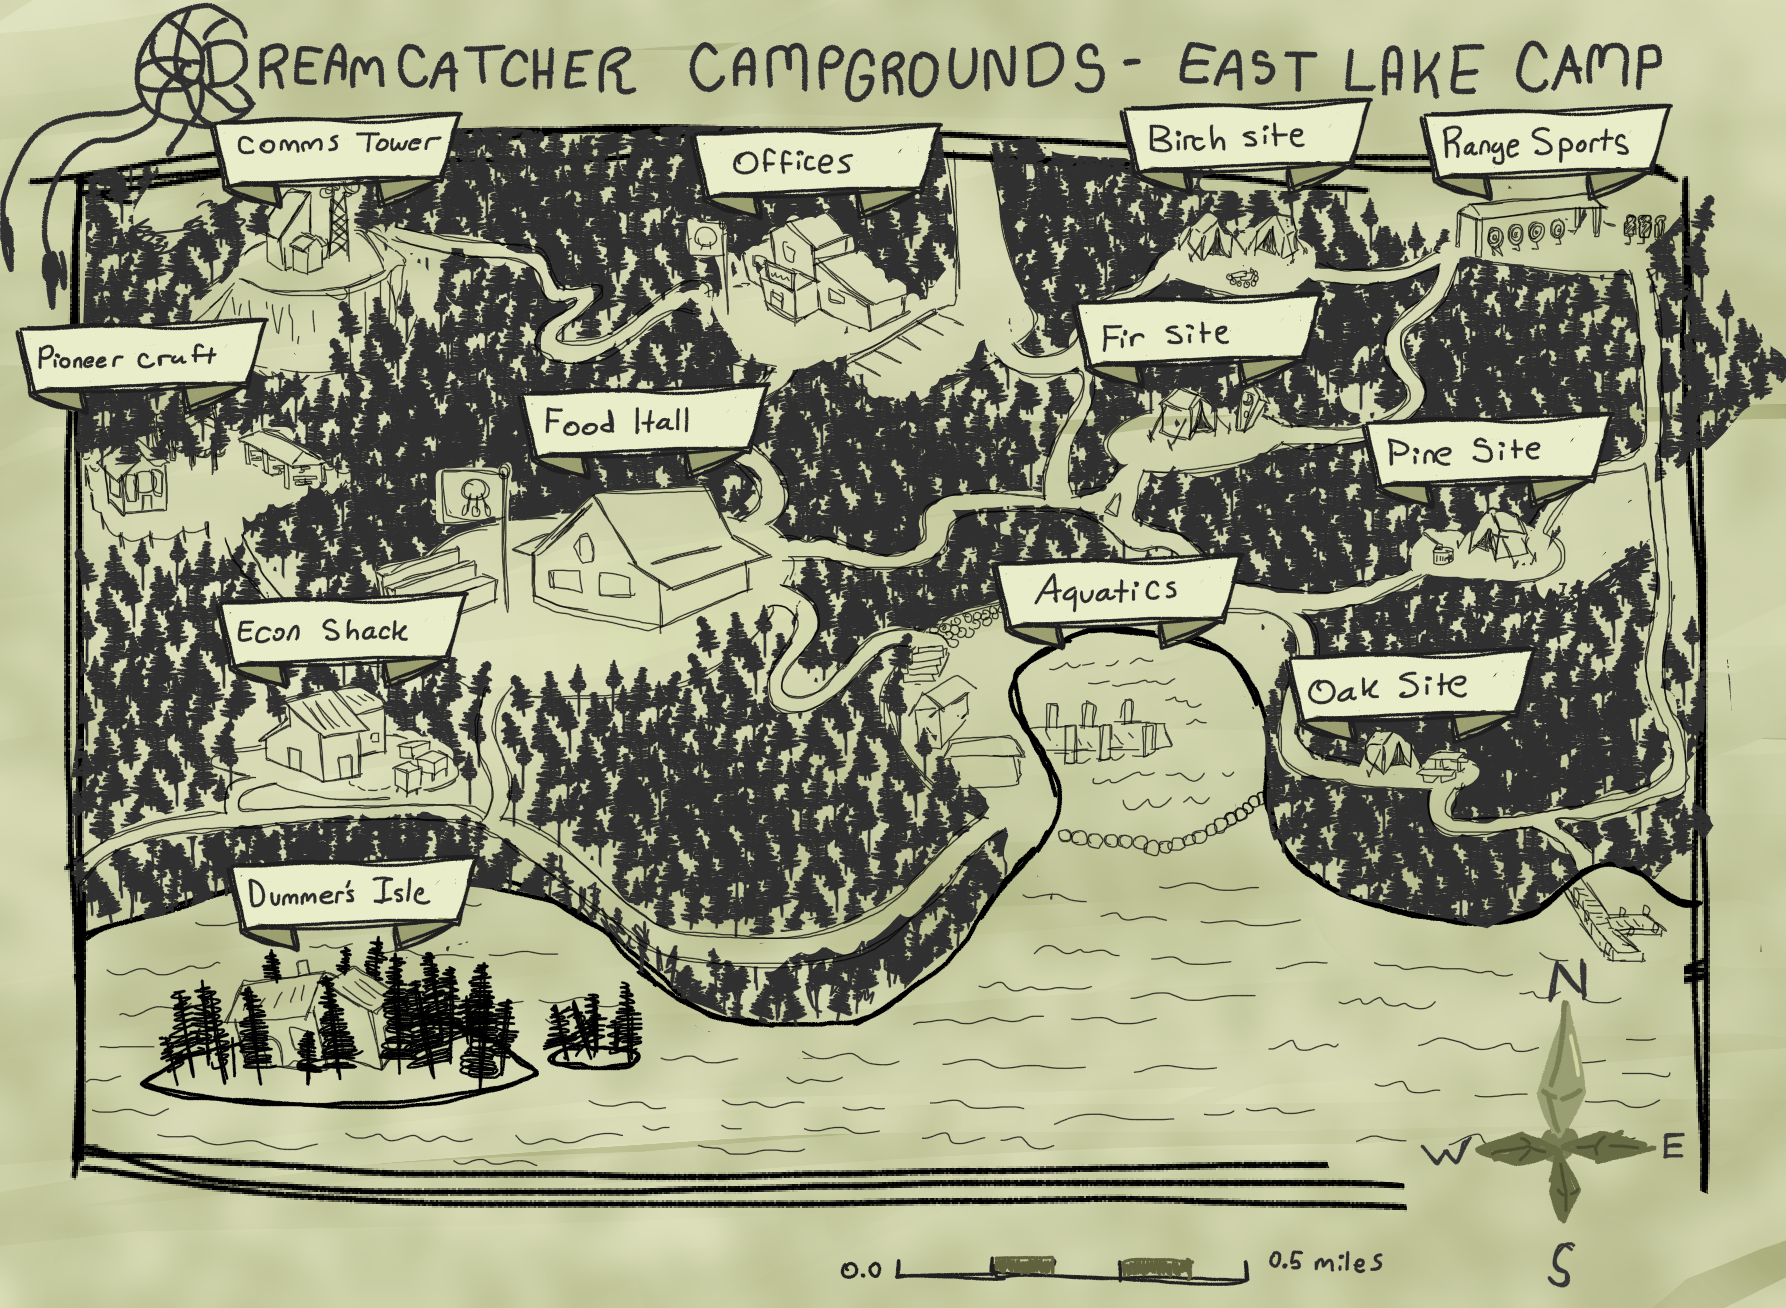 DREAMCATCHER CAMPGROUNDS - EAST LAKE CAMP
Comms Tower
Offices
Birch site
Range Sports
Pioneer craft
Fir site
Food Hall
Pine Site
Aquatics
Econ Shack
Oak Site
Dummer's Isle
N
W
E
S
0.0
0.5 miles